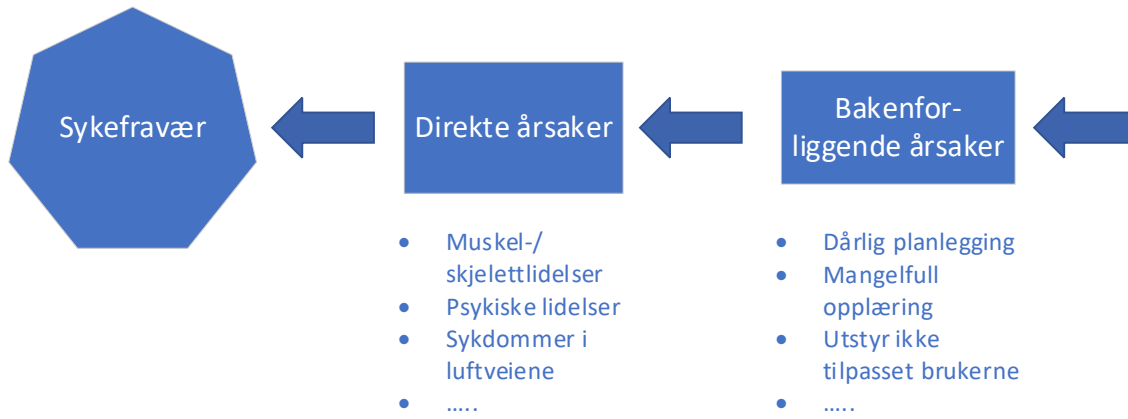 Sykefravær
Direkte årsaker
Bakenfor-
liggende årsaker
• Muskel-/
skjelettlidelser
• Psykiske lidelser
• Sykdommer i
luftveiene
• …..
• Dårlig planlegging
• Mangelfull
opplæring
• Utstyr ikke
tilpasset brukerne
• …..